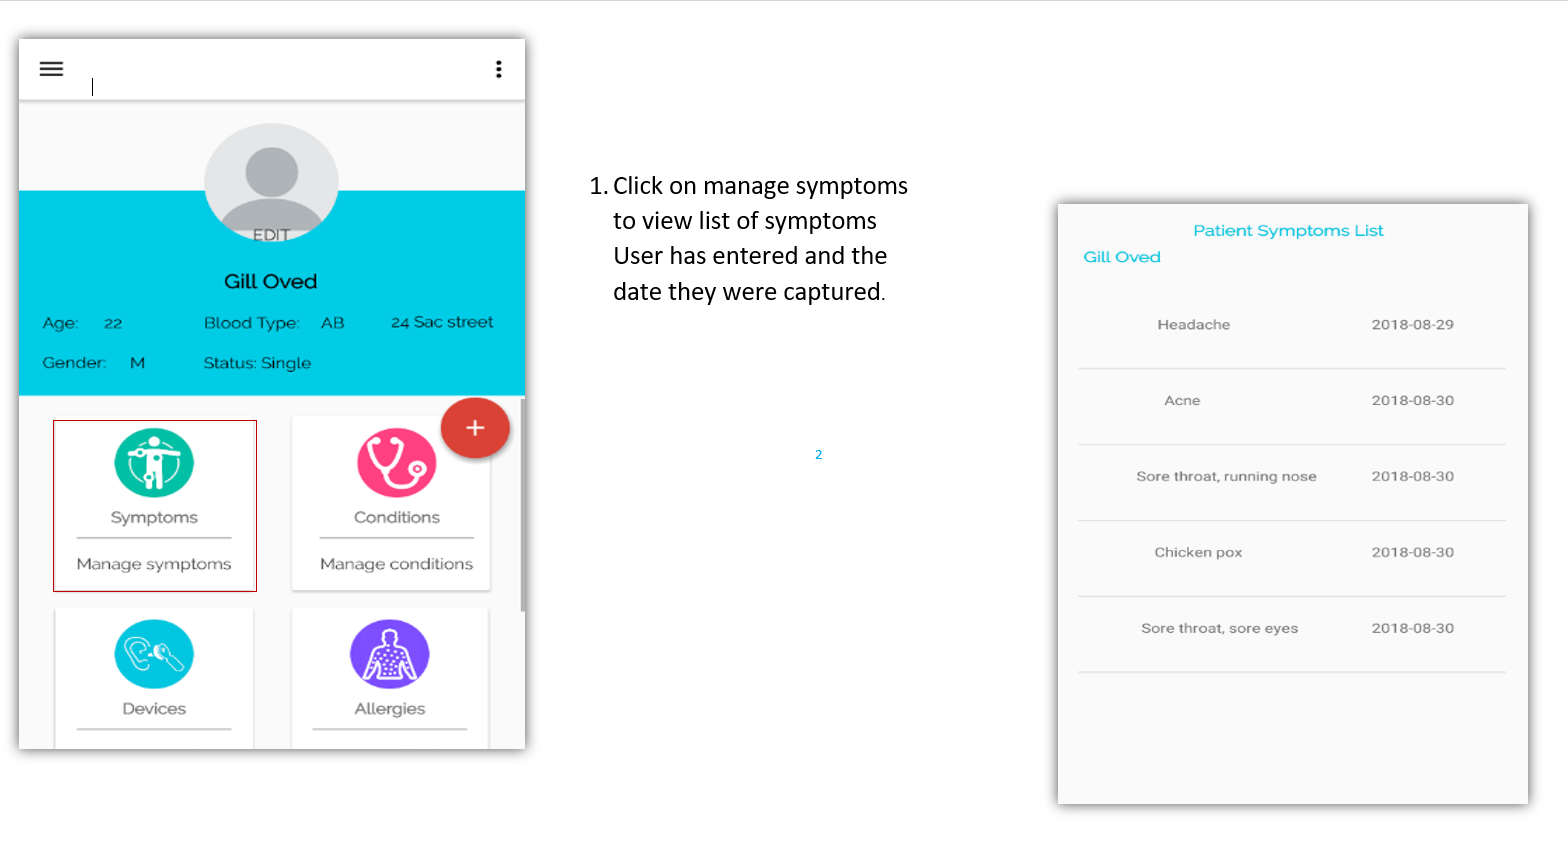 EDIT
Gill Oved
Age: 22 Blood Type: AB 24 Sac street
Gender: M Status: Single
Symptoms
Manage symptoms
Conditions
Manage conditions
Devices
Allergies
1. Click on manage symptoms
to view list of symptoms
User has entered and the
date they were captured.
2
Patient Symptoms List
Gill Oved
Headache 2018-08-29
Acne 2018-08-30
Sore throat, running nose 2018-08-30
Chicken pox 2018-08-30
Sore throat, sore eyes 2018-08-30